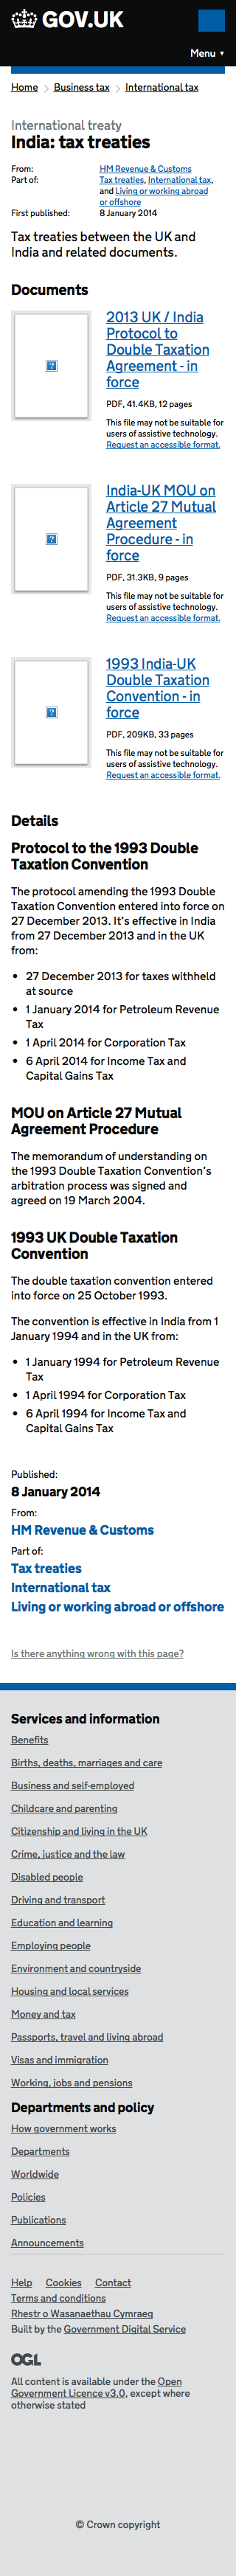 GOV.UK
Menu ▼
Home > Business tax > International tax
International treaty
India: tax treaties
From: HM Revenue & Customs
Part of: Tax treaties, International tax,
and Living or working abroad
or offshore
First published: 8 January 2014
Tax treaties between the UK and
India and related documents.
Documents
2013 UK / India
Protocol to
Double Taxation
Agreement - in
force
PDF, 41.4KB, 12 pages
This file may not be suitable for
users of assistive technology.
Request an accessible format.
India-UK MOU on
Article 27 Mutual
Agreement
Procedure - in
force
PDF, 31.3KB, 9 pages
This file may not be suitable for
users of assistive technology.
Request an accessible format.
1993 India-UK
Double Taxation
Convention - in
force
PDF, 209KB, 33 pages
This file may not be suitable for
users of assistive technology.
Request an accessible format.
Details
Protocol to the 1993 Double
Taxation Convention
The protocol amending the 1993 Double
Taxation Convention entered into force on
27 December 2013. It's effective in India
from 27 December 2013 and in the UK
from:
• 27 December 2013 for taxes withheld
at source
• 1 January 2014 for Petroleum Revenue
Tax
• 1 April 2014 for Corporation Tax
• 6 April 2014 for Income Tax and
Capital Gains Tax
MOU on Article 27 Mutual
Agreement Procedure
The memorandum of understanding on
the 1993 Double Taxation Convention's
arbitration process was signed and
agreed on 19 March 2004.
1993 UK Double Taxation
Convention
The double taxation convention entered
into force on 25 October 1993.
The convention is effective in India from 1
January 1994 and in the UK from:
• 1 January 1994 for Petroleum Revenue
Tax
• 1 April 1994 for Corporation Tax
• 6 April 1994 for Income Tax and
Capital Gains Tax
Published:
8 January 2014
From:
HM Revenue & Customs
Part of:
Tax treaties
International tax
Living or working abroad or offshore
Is there anything wrong with this page?
Services and information
Benefits
Births, deaths, marriages and care
Business and self-employed
Childcare and parenting
Citizenship and living in the UK
Crime, justice and the law
Disabled people
Driving and transport
Education and learning
Employing people
Environment and countryside
Housing and local services
Money and tax
Passports, travel and living abroad
Visas and immigration
Working, jobs and pensions
Departments and policy
How government works
Departments
Worldwide
Policies
Publications
Announcements
Help Cookies Contact
Terms and conditions
Rhestr o Wasanaethau Cymraeg
Built by the Government Digital Service
OGL
All content is available under the Open
Government Licence v3.0, except where
otherwise stated
© Crown copyright